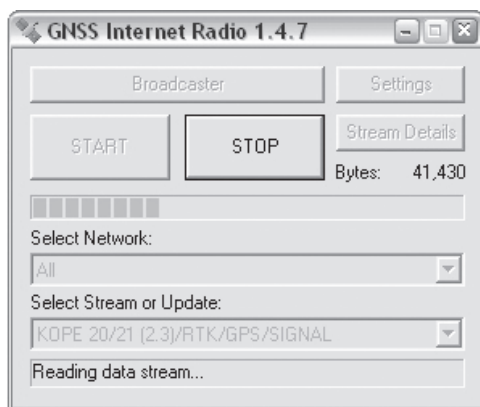 GNSS Internet Radio 1.4.7
Broadcaster
Settings
START
STOP
Stream Details
Bytes: 41,430
Select Network:
All
Select Stream or Update:
KOPE 20/21 (2.3)/RTK/GPS/SIGNAL
Reading data stream...